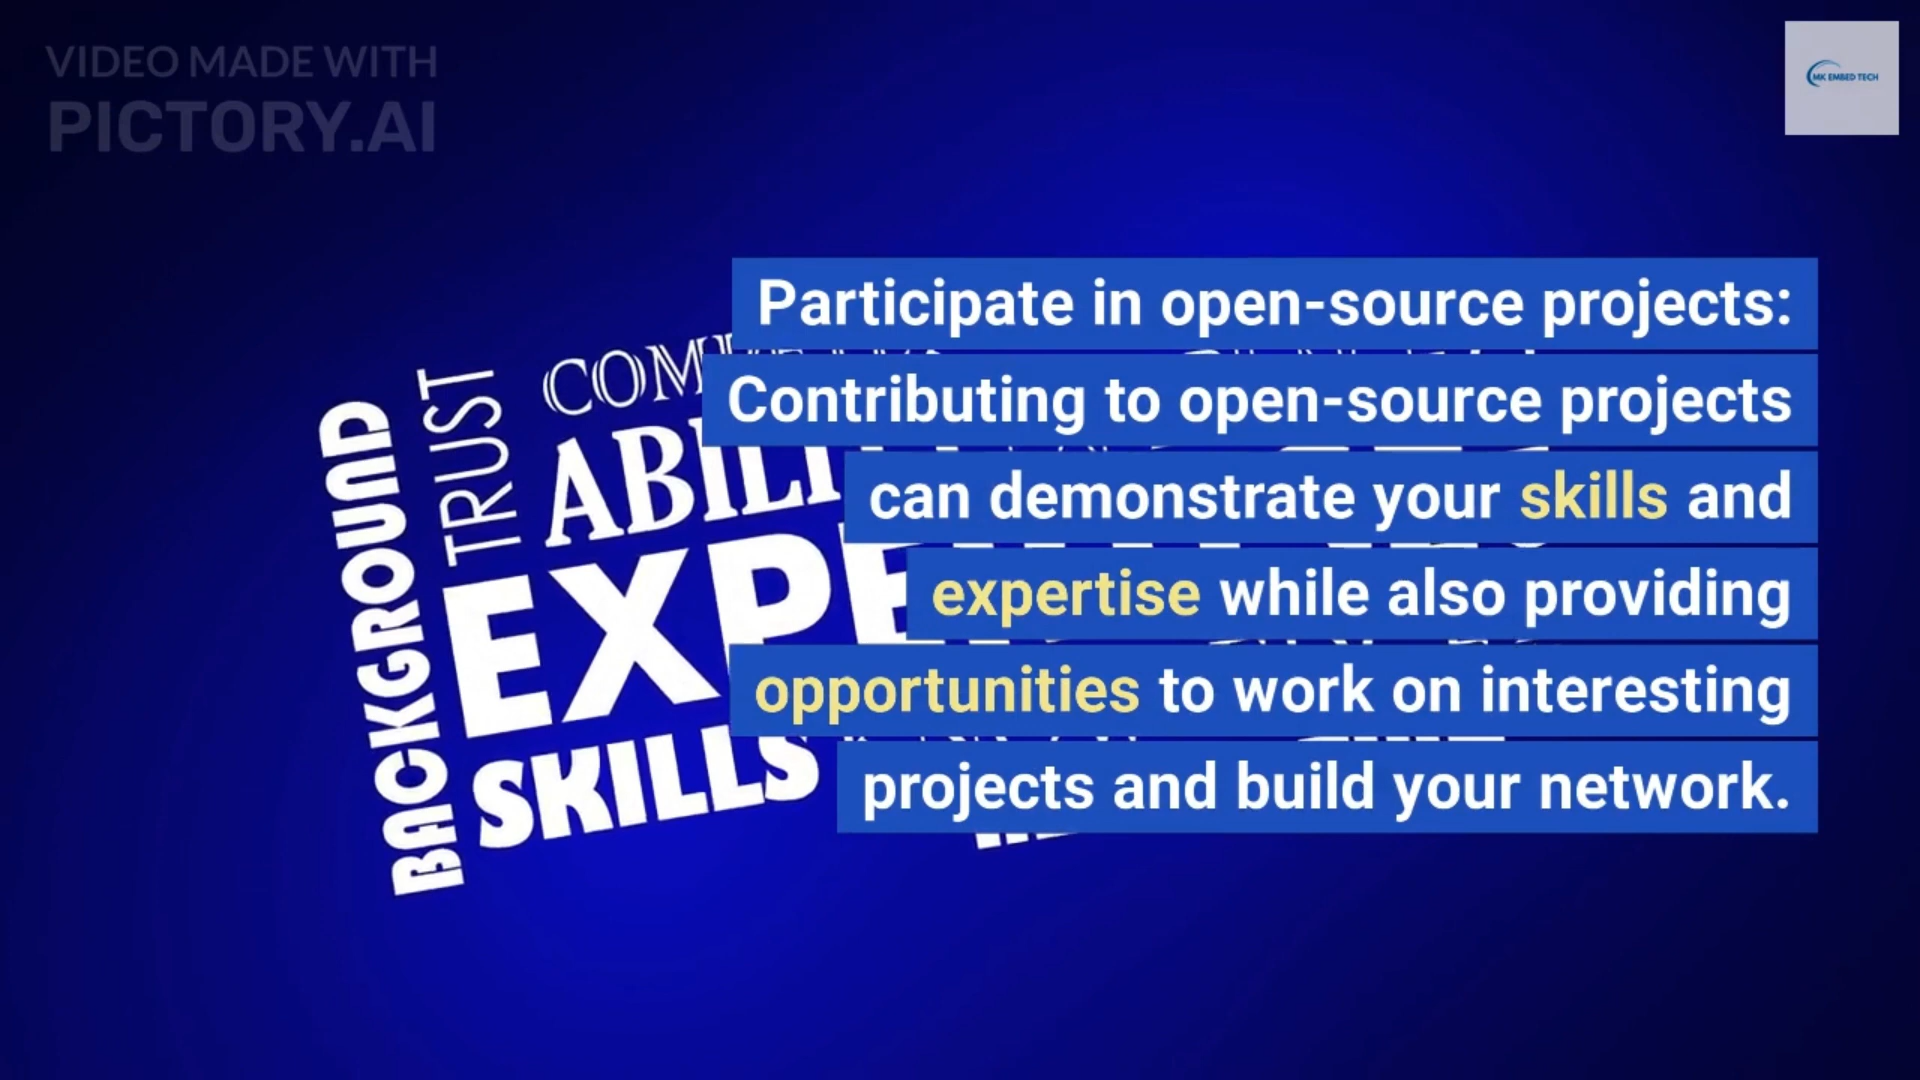 VIDEO MADE WITH
PICTORY.AI
MK EMBED TECH
Participate in open-source projects:
Contributing to open-source projects
can demonstrate your skills and
expertise while also providing
opportunities to work on interesting
projects and build your network.
BACKGROUND
TRUST
SKILLS